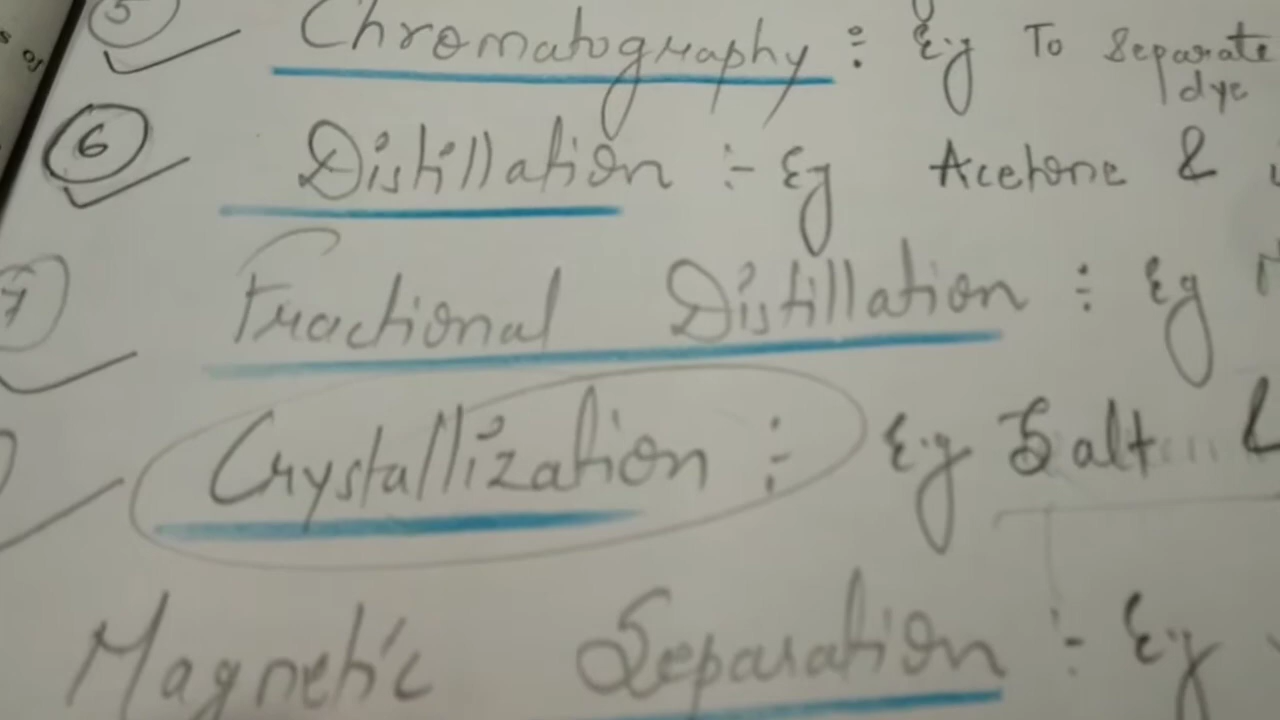 5 Chromatography :- Eg To Separate
dye
6 Distillation :- Eg Acetone &
7 Fractional Distillation :- Eg
Crystallization :- Eg Salt
Magnetic Separation :- Eg